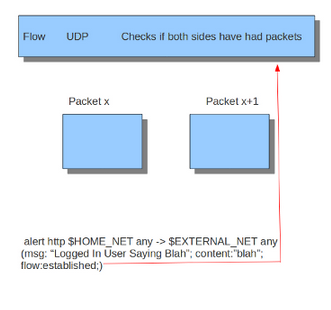 Flow UDP Checks if both sides have had packets
Packet x Packet x+1
alert http $HOME_NET any -> $EXTERNAL_NET any
(msg: “Logged In User Saying Blah”; content:”blah”;
flow:established;)